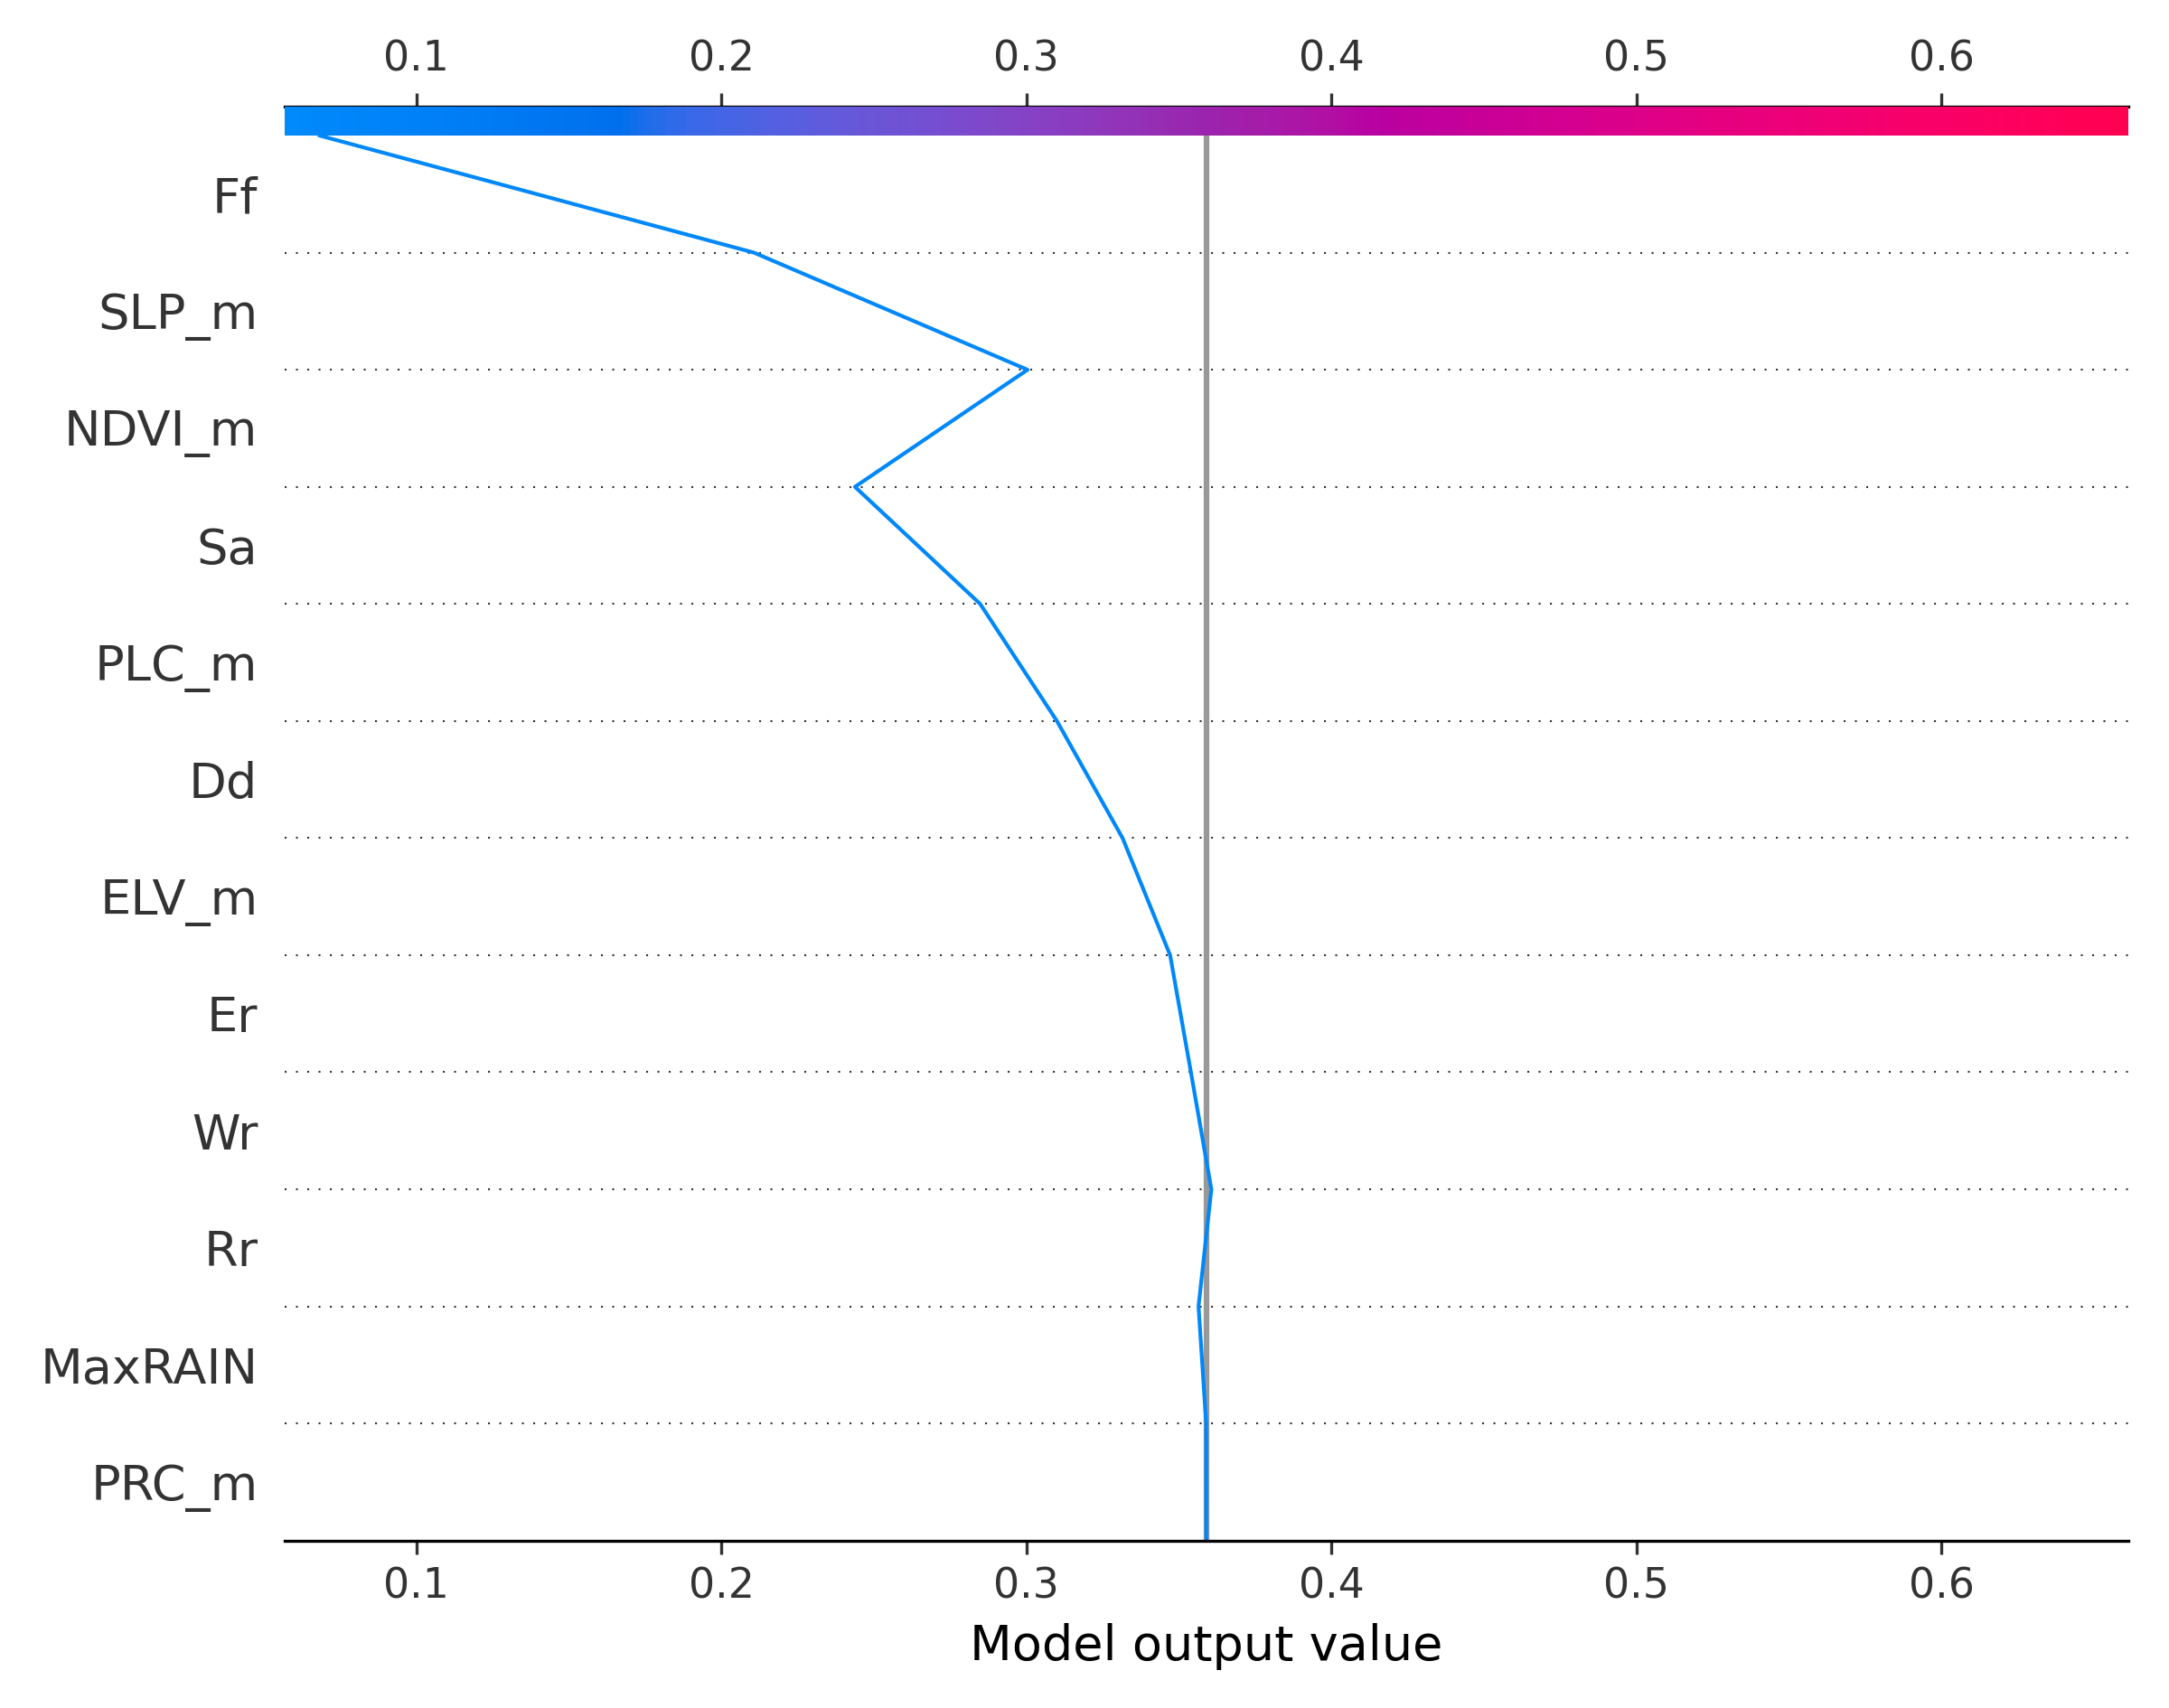 0.1 0.2 0.3 0.4 0.5 0.6
Ff
SLP_m
NDVI_m
Sa
PLC_m
Dd
ELV_m
Er
Wr
Rr
MaxRAIN
PRC_m
0.1 0.2 0.3 0.4 0.5 0.6
Model output value